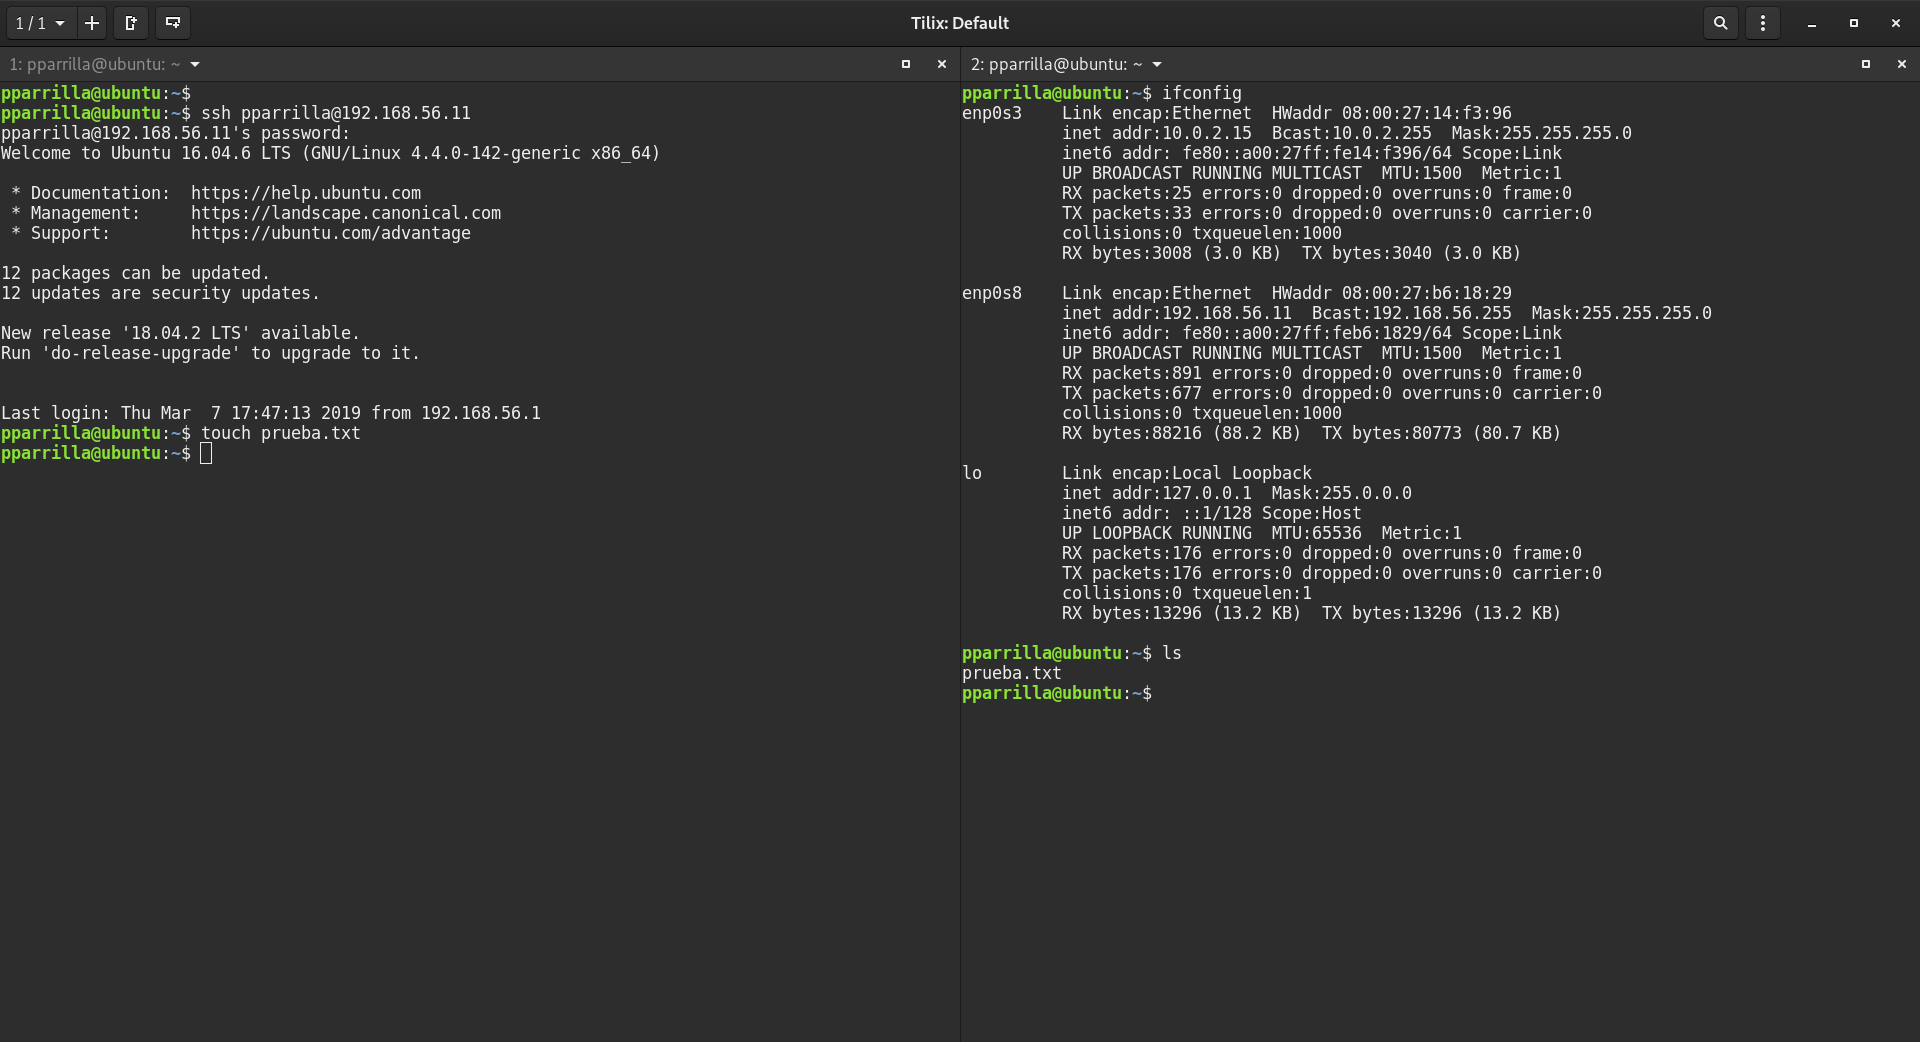 1 / 1
Tilix: Default
1: pparrilla@ubuntu: ~
pparrilla@ubuntu:~$
pparrilla@ubuntu:~$ ssh pparrilla@192.168.56.11
pparrilla@192.168.56.11's password:
Welcome to Ubuntu 16.04.6 LTS (GNU/Linux 4.4.0-142-generic x86_64)
* Documentation:  https://help.ubuntu.com
* Management:     https://landscape.canonical.com
* Support:        https://ubuntu.com/advantage
12 packages can be updated.
12 updates are security updates.
New release '18.04.2 LTS' available.
Run 'do-release-upgrade' to upgrade to it.
Last login: Thu Mar  7 17:47:13 2019 from 192.168.56.1
pparrilla@ubuntu:~$ touch prueba.txt
pparrilla@ubuntu:~$
2: pparrilla@ubuntu: ~
pparrilla@ubuntu:~$ ifconfig
enp0s3    Link encap:Ethernet  HWaddr 08:00:27:14:f3:96
inet addr:10.0.2.15  Bcast:10.0.2.255  Mask:255.255.255.0
inet6 addr: fe80::a00:27ff:fe14:f396/64 Scope:Link
UP BROADCAST RUNNING MULTICAST  MTU:1500  Metric:1
RX packets:25 errors:0 dropped:0 overruns:0 frame:0
TX packets:33 errors:0 dropped:0 overruns:0 carrier:0
collisions:0 txqueuelen:1000
RX bytes:3008 (3.0 KB)  TX bytes:3040 (3.0 KB)
enp0s8    Link encap:Ethernet  HWaddr 08:00:27:b6:18:29
inet addr:192.168.56.11  Bcast:192.168.56.255  Mask:255.255.255.0
inet6 addr: fe80::a00:27ff:feb6:1829/64 Scope:Link
UP BROADCAST RUNNING MULTICAST  MTU:1500  Metric:1
RX packets:891 errors:0 dropped:0 overruns:0 frame:0
TX packets:677 errors:0 dropped:0 overruns:0 carrier:0
collisions:0 txqueuelen:1000
RX bytes:88216 (88.2 KB)  TX bytes:80773 (80.7 KB)
lo        Link encap:Local Loopback
inet addr:127.0.0.1  Mask:255.0.0.0
inet6 addr: ::1/128 Scope:Host
UP LOOPBACK RUNNING  MTU:65536  Metric:1
RX packets:176 errors:0 dropped:0 overruns:0 frame:0
TX packets:176 errors:0 dropped:0 overruns:0 carrier:0
collisions:0 txqueuelen:1
RX bytes:13296 (13.2 KB)  TX bytes:13296 (13.2 KB)
pparrilla@ubuntu:~$ ls
prueba.txt
pparrilla@ubuntu:~$